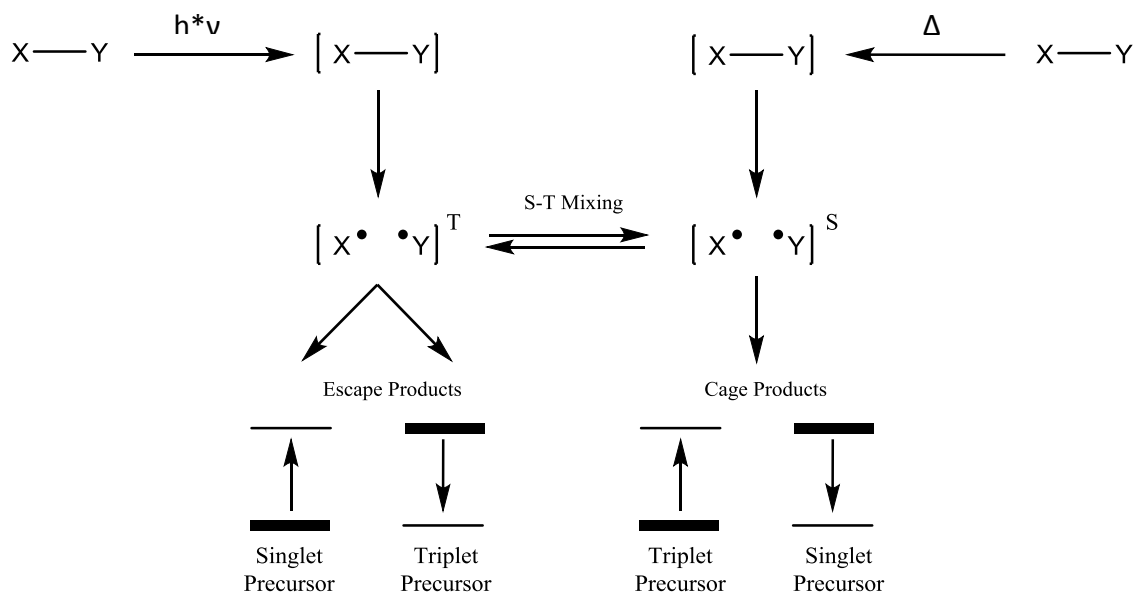 X—Y
h*ν
[ X—Y ]
[ X—Y ]
Δ
X—Y
[ X• •Y ]T
S-T Mixing
[ X• •Y ]S
Escape Products
Cage Products
Singlet
Precursor
Triplet
Precursor
Triplet
Precursor
Singlet
Precursor